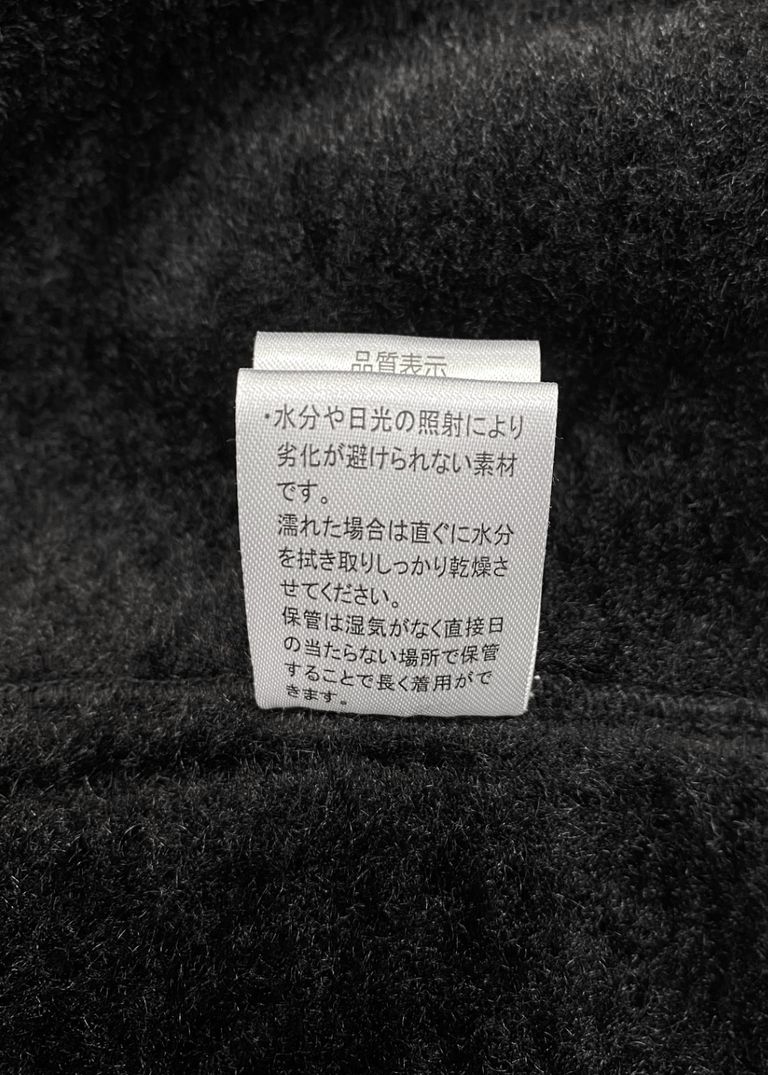 品質表示
・水分や日光の照射により
劣化が避けられない素材
です。
濡れた場合は直ぐに水分
を拭き取りしっかり乾燥さ
せてください。
保管は湿気がなく直接日
の当たらない場所で保管
することで長く着用がで
きます。